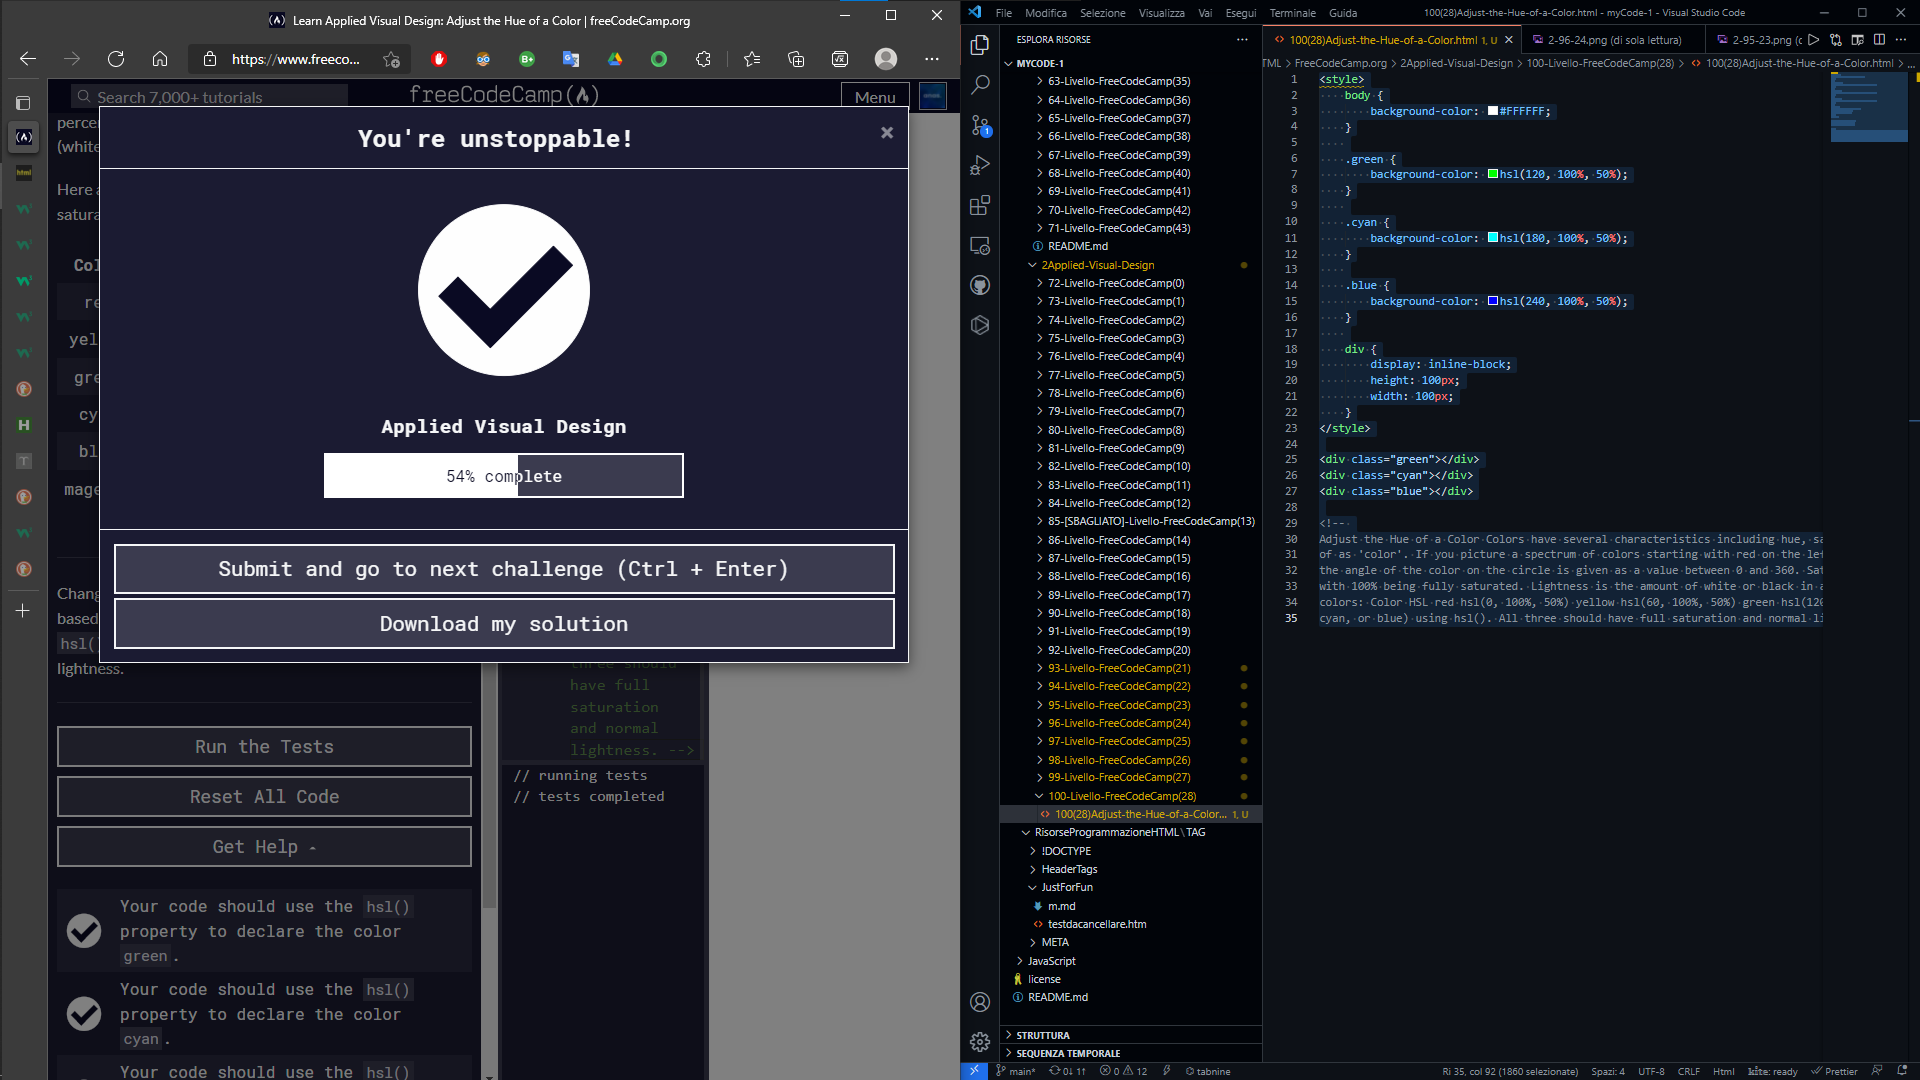 Learn Applied Visual Design: Adjust the Hue of a Color | freeCodeCamp.org
https://www.freeco...
Search 7,000+ tutorials
freeCodeCamp(🔥)
Menu
You're unstoppable!
Applied Visual Design
54% complete
Submit and go to next challenge (Ctrl + Enter)
Download my solution
perce
(white
Here a
satura
Col
re
yel
gre
cy
bl
mage
Chang
based
hsl()
lightness.
three should
have full
saturation
and normal
lightness. -->
Run the Tests
Reset All Code
Get Help
// running tests
// tests completed
Your code should use the hsl()
property to declare the color
green.
Your code should use the hsl()
property to declare the color
cyan.
Your code should use the hsl()
File Modifica Selezione Visualizza Vai Esegui Terminale Guida
100(28)Adjust-the-Hue-of-a-Color.html - myCode-1 - Visual Studio Code
ESPLORA RISORSE
MYCODE-1
63-Livello-FreeCodeCamp(35)
64-Livello-FreeCodeCamp(36)
65-Livello-FreeCodeCamp(37)
66-Livello-FreeCodeCamp(38)
67-Livello-FreeCodeCamp(39)
68-Livello-FreeCodeCamp(40)
69-Livello-FreeCodeCamp(41)
70-Livello-FreeCodeCamp(42)
71-Livello-FreeCodeCamp(43)
README.md
2Applied-Visual-Design
72-Livello-FreeCodeCamp(0)
73-Livello-FreeCodeCamp(1)
74-Livello-FreeCodeCamp(2)
75-Livello-FreeCodeCamp(3)
76-Livello-FreeCodeCamp(4)
77-Livello-FreeCodeCamp(5)
78-Livello-FreeCodeCamp(6)
79-Livello-FreeCodeCamp(7)
80-Livello-FreeCodeCamp(8)
81-Livello-FreeCodeCamp(9)
82-Livello-FreeCodeCamp(10)
83-Livello-FreeCodeCamp(11)
84-Livello-FreeCodeCamp(12)
85-[SBAGLIATO]-Livello-FreeCodeCamp(13)
86-Livello-FreeCodeCamp(14)
87-Livello-FreeCodeCamp(15)
88-Livello-FreeCodeCamp(16)
89-Livello-FreeCodeCamp(17)
90-Livello-FreeCodeCamp(18)
91-Livello-FreeCodeCamp(19)
92-Livello-FreeCodeCamp(20)
93-Livello-FreeCodeCamp(21)
94-Livello-FreeCodeCamp(22)
95-Livello-FreeCodeCamp(23)
96-Livello-FreeCodeCamp(24)
97-Livello-FreeCodeCamp(25)
98-Livello-FreeCodeCamp(26)
99-Livello-FreeCodeCamp(27)
100-Livello-FreeCodeCamp(28)
100(28)Adjust-the-Hue-of-a-Color... 1, U
RisorseProgrammazioneHTML\TAG
!DOCTYPE
HeaderTags
JustForFun
m.md
testdacancellare.htm
META
JavaScript
license
README.md
STRUTTURA
SEQUENZA TEMPORALE
100(28)Adjust-the-Hue-of-a-Color.html 1, U
2-96-24.png (di sola lettura)
2-95-23.png (c
TML > FreeCodeCamp.org > 2Applied-Visual-Design > 100-Livello-FreeCodeCamp(28) > 100(28)Adjust-the-Hue-of-a-Color.html > ...
1 <style>
2 body {
3 background-color: #FFFFFF;
4 }
5
6 .green {
7 background-color: hsl(120, 100%, 50%);
8 }
9
10 .cyan {
11 background-color: hsl(180, 100%, 50%);
12 }
13
14 .blue {
15 background-color: hsl(240, 100%, 50%);
16 }
17
18 div {
19 display: inline-block;
20 height: 100px;
21 width: 100px;
22 }
23 </style>
24
25 <div class="green"></div>
26 <div class="cyan"></div>
27 <div class="blue"></div>
28
29 <!--
30 Adjust the Hue of a Color Colors have several characteristics including hue, sa
31 of as 'color'. If you picture a spectrum of colors starting with red on the lef
32 the angle of the color on the circle is given as a value between 0 and 360. Sat
33 with 100% being fully saturated. Lightness is the amount of white or black in a
34 colors: Color HSL red hsl(0, 100%, 50%) yellow hsl(60, 100%, 50%) green hsl(120
35 cyan, or blue) using hsl(). All three should have full saturation and normal li
main* 0↓ 1↑ 0 12 tabnine
Ri 35, col 92 (1860 selezionate) Spazi: 4 UTF-8 CRLF Html kite: ready Prettier